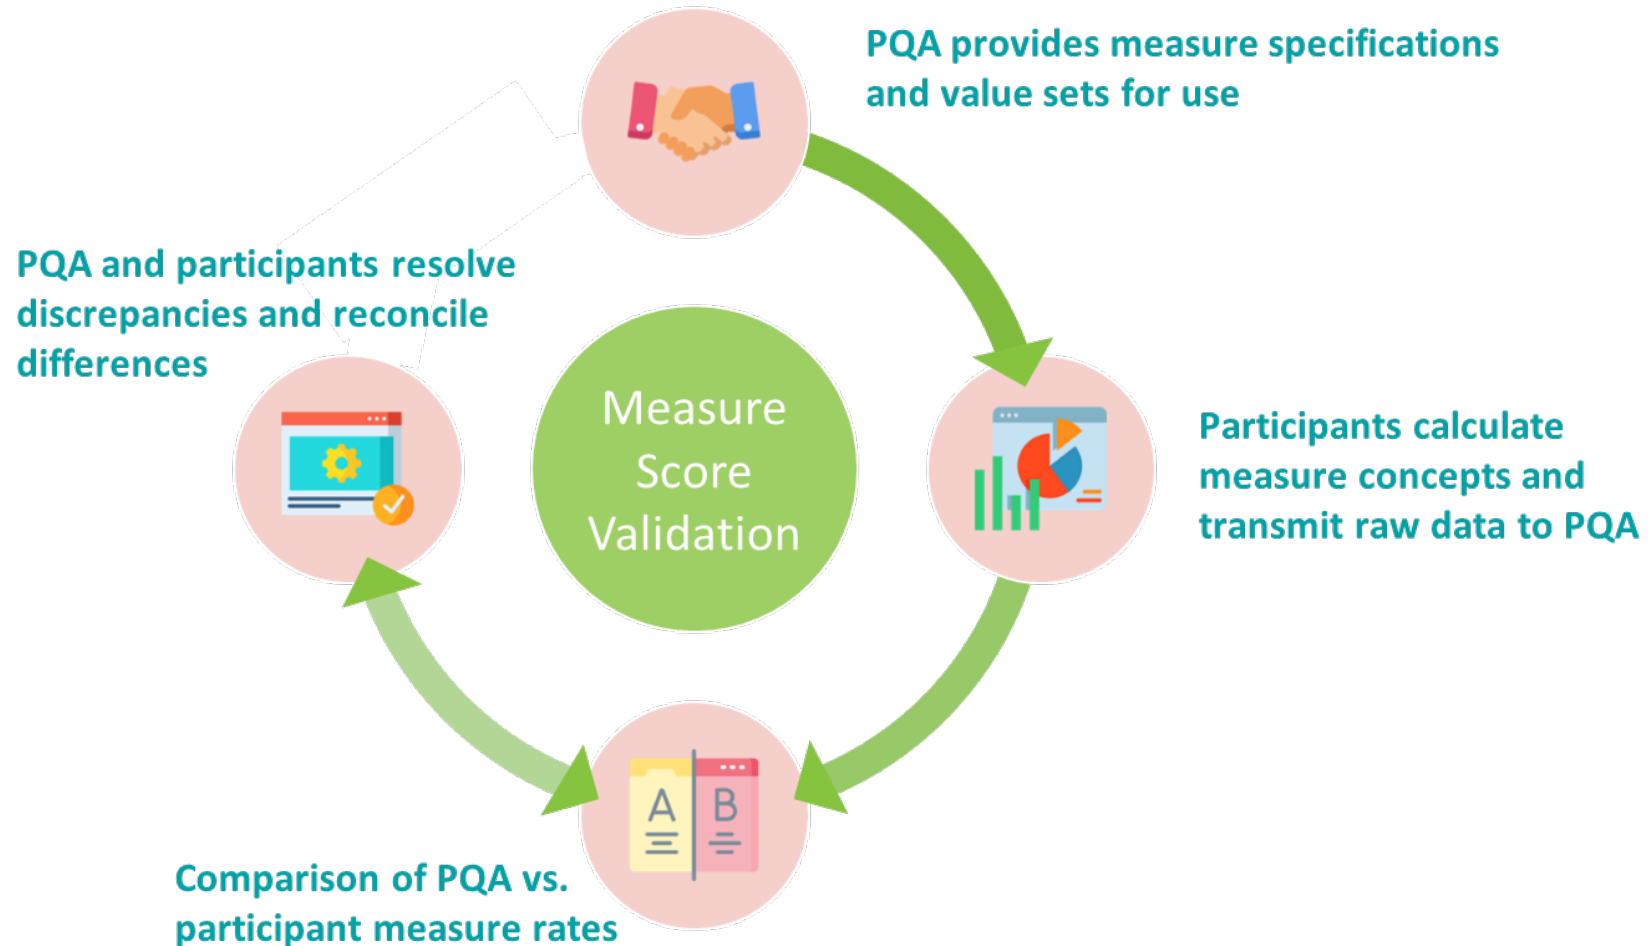 PQA provides measure specifications
and value sets for use
PQA and participants resolve
discrepancies and reconcile
differences
Measure
Score
Validation
Participants calculate
measure concepts and
transmit raw data to PQA
A
B
Comparison of PQA vs.
participant measure rates